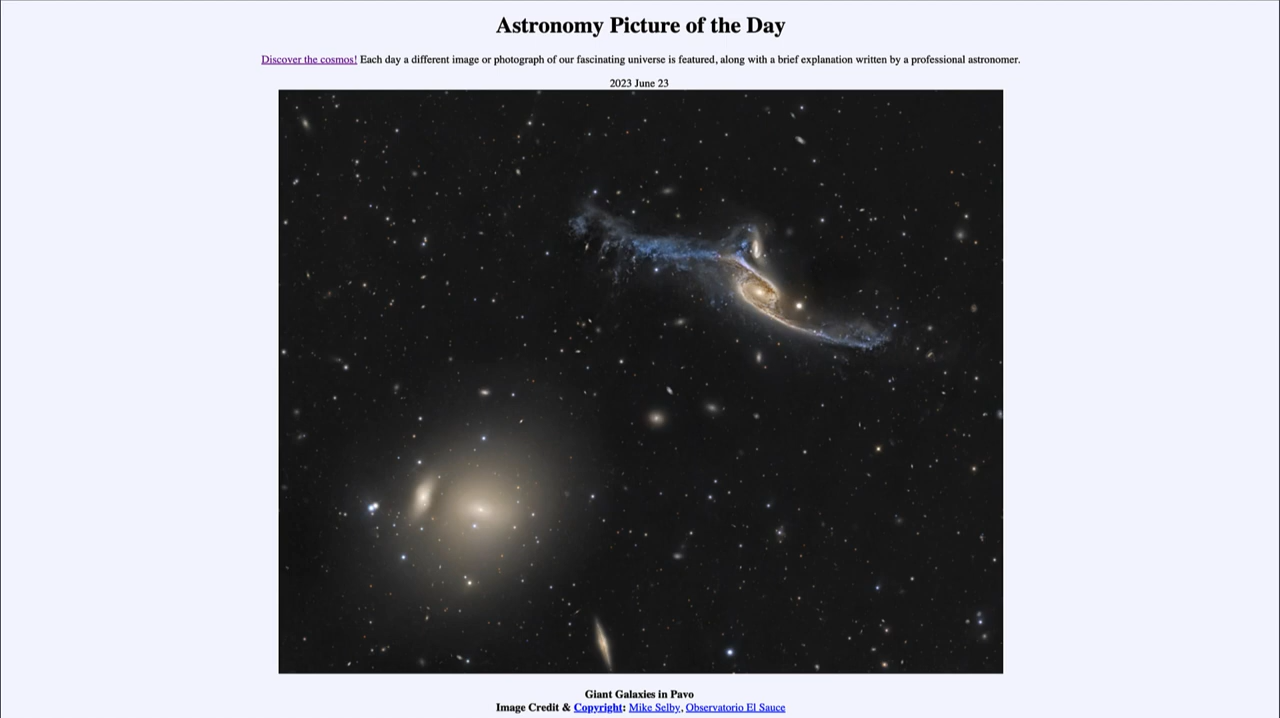 Astronomy Picture of the Day
Discover the cosmos! Each day a different image or photograph of our fascinating universe is featured, along with a brief explanation written by a professional astronomer.
2023 June 23
Giant Galaxies in Pavo
Image Credit & Copyright: Mike Selby, Observatorio El Sauce